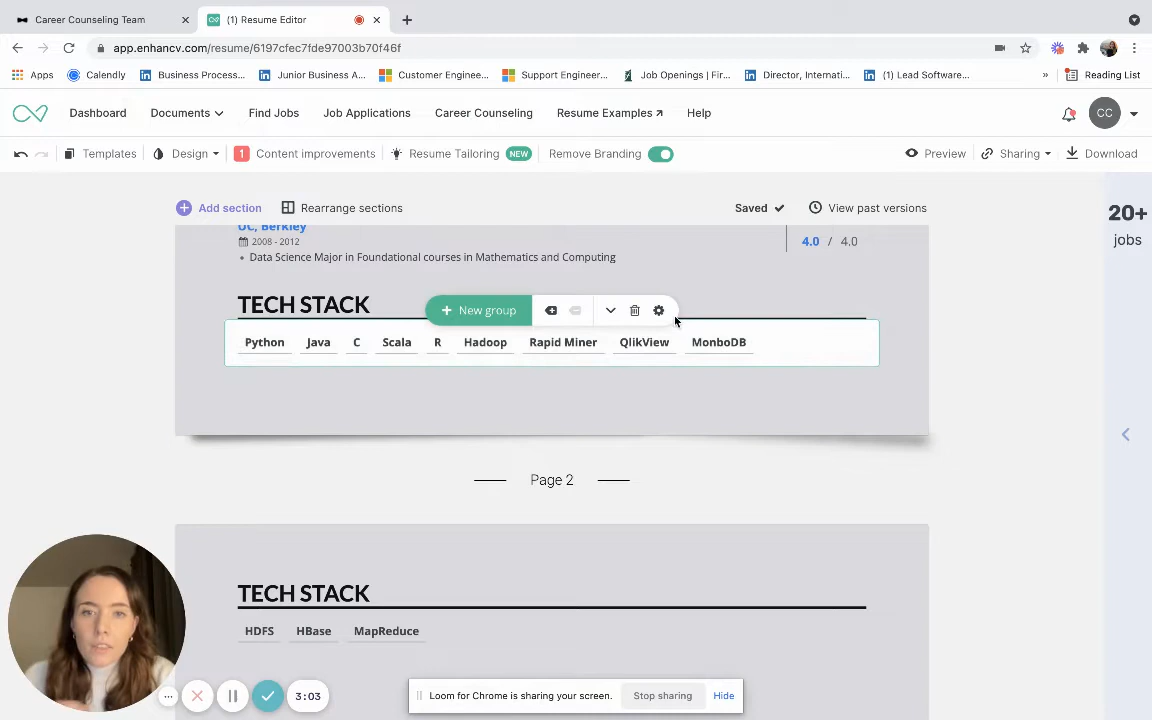 Career Counseling Team
(1) Resume Editor
app.enhancv.com/resume/6197cfec7fde97003b70f46f
Apps
Calendly
Business Process...
Junior Business A...
Customer Enginee...
Support Engineer...
Job Openings | Fir...
Director, Internati...
(1) Lead Software...
»
Reading List
Dashboard
Documents
Find Jobs
Job Applications
Career Counseling
Resume Examples
Help
CC
Templates
Design
1
Content improvements
Resume Tailoring
NEW
Remove Branding
Preview
Sharing
Download
Add section
Rearrange sections
Saved
View past versions
20+
jobs
UC, Berkley
2008 - 2012
4.0 / 4.0
• Data Science Major in Foundational courses in Mathematics and Computing
TECH STACK
+ New group
Python Java C Scala R Hadoop Rapid Miner QlikView MonboDB
Page 2
TECH STACK
HDFS HBase MapReduce
3:03
Loom for Chrome is sharing your screen.
Stop sharing
Hide